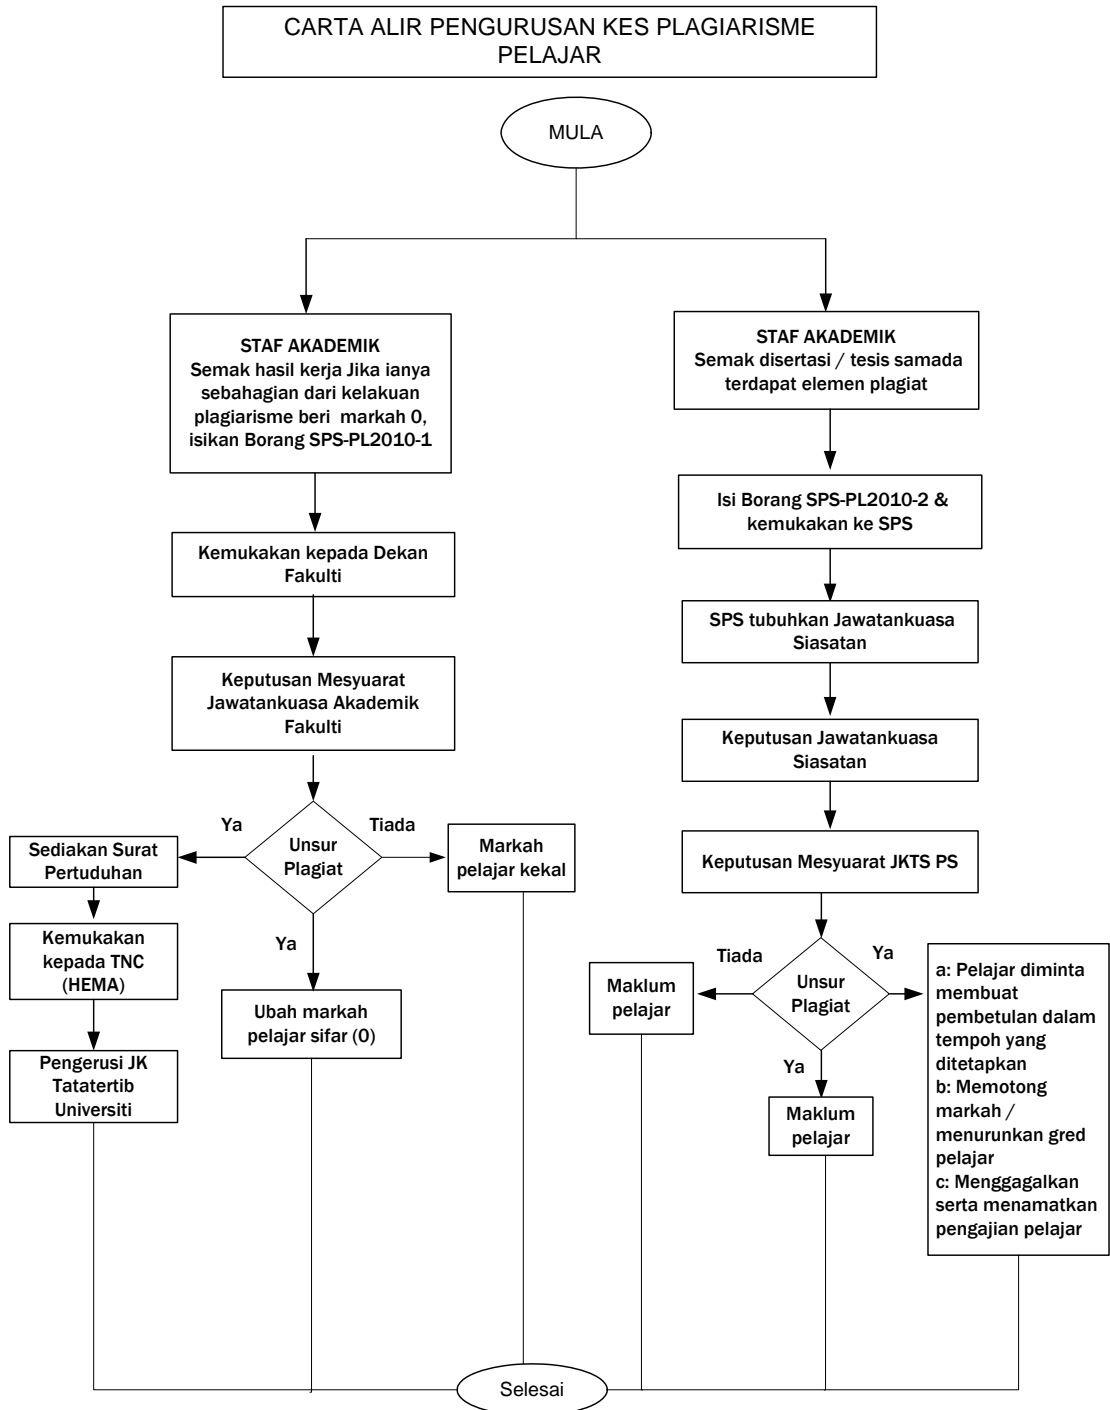 CARTA ALIR PENGURUSAN KES PLAGIARISME
PELAJAR
MULA
STAF AKADEMIK
Semak hasil kerja Jika ianya
sebahagian dari kelakuan
plagiarisme beri markah 0,
isikan Borang SPS-PL2010-1
Kemukakan kepada Dekan
Fakulti
Keputusan Mesyuarat
Jawatankuasa Akademik
Fakulti
Unsur
Plagiat
Ya
Tiada
Ya
Sediakan Surat
Pertuduhan
Kemukakan
kepada TNC
(HEMA)
Pengerusi JK
Tatatertib
Universiti
Ubah markah
pelajar sifar (0)
Markah
pelajar kekal
STAF AKADEMIK
Semak disertasi / tesis samada
terdapat elemen plagiat
Isi Borang SPS-PL2010-2 &
kemukakan ke SPS
SPS tubuhkan Jawatankuasa
Siasatan
Keputusan Jawatankuasa
Siasatan
Keputusan Mesyuarat JKTS PS
Unsur
Plagiat
Tiada
Ya
Ya
Maklum
pelajar
Maklum
pelajar
a: Pelajar diminta
membuat
pembetulan dalam
tempoh yang
ditetapkan
b: Memotong
markah /
menurunkan gred
pelajar
c: Menggagalkan
serta menamatkan
pengajian pelajar
Selesai